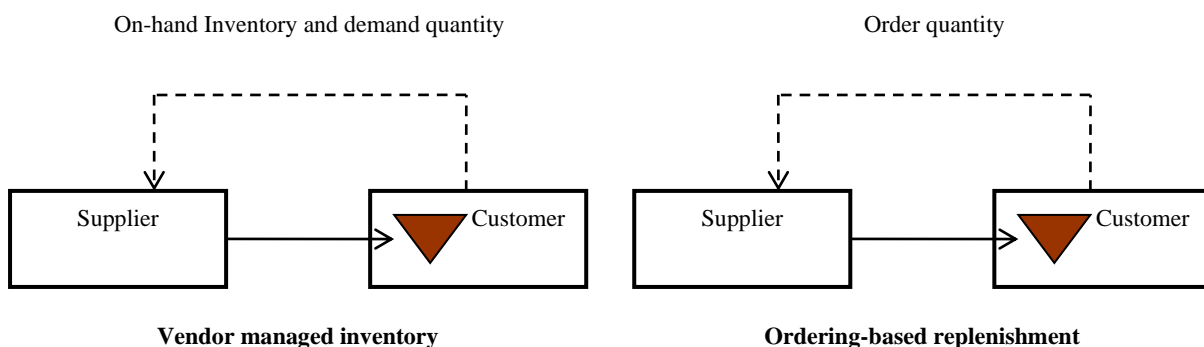 On-hand Inventory and demand quantity
Order quantity
Supplier
Customer
Supplier
Customer
Vendor managed inventory
Ordering-based replenishment